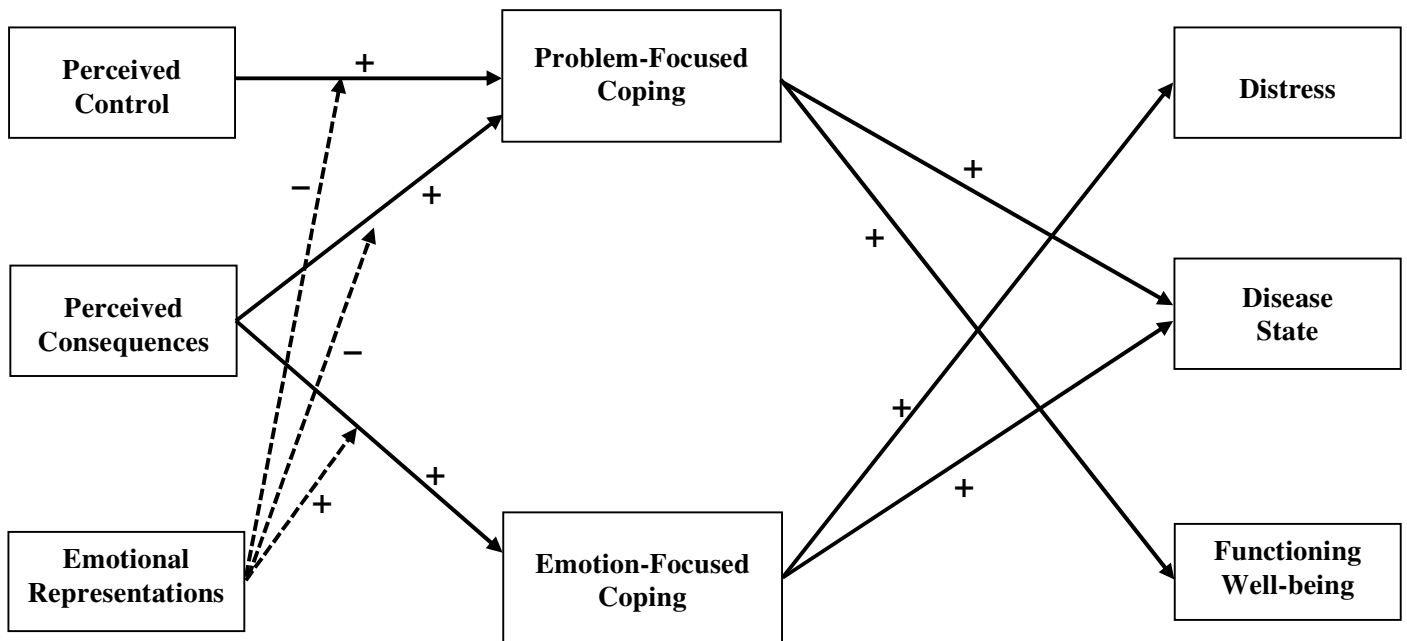 Perceived
Control
+
Problem-Focused
Coping
Distress
−
+
+
+
Perceived
Consequences
−
Disease
State
+
+
+
+
Emotional
Representations
Emotion-Focused
Coping
Functioning
Well-being